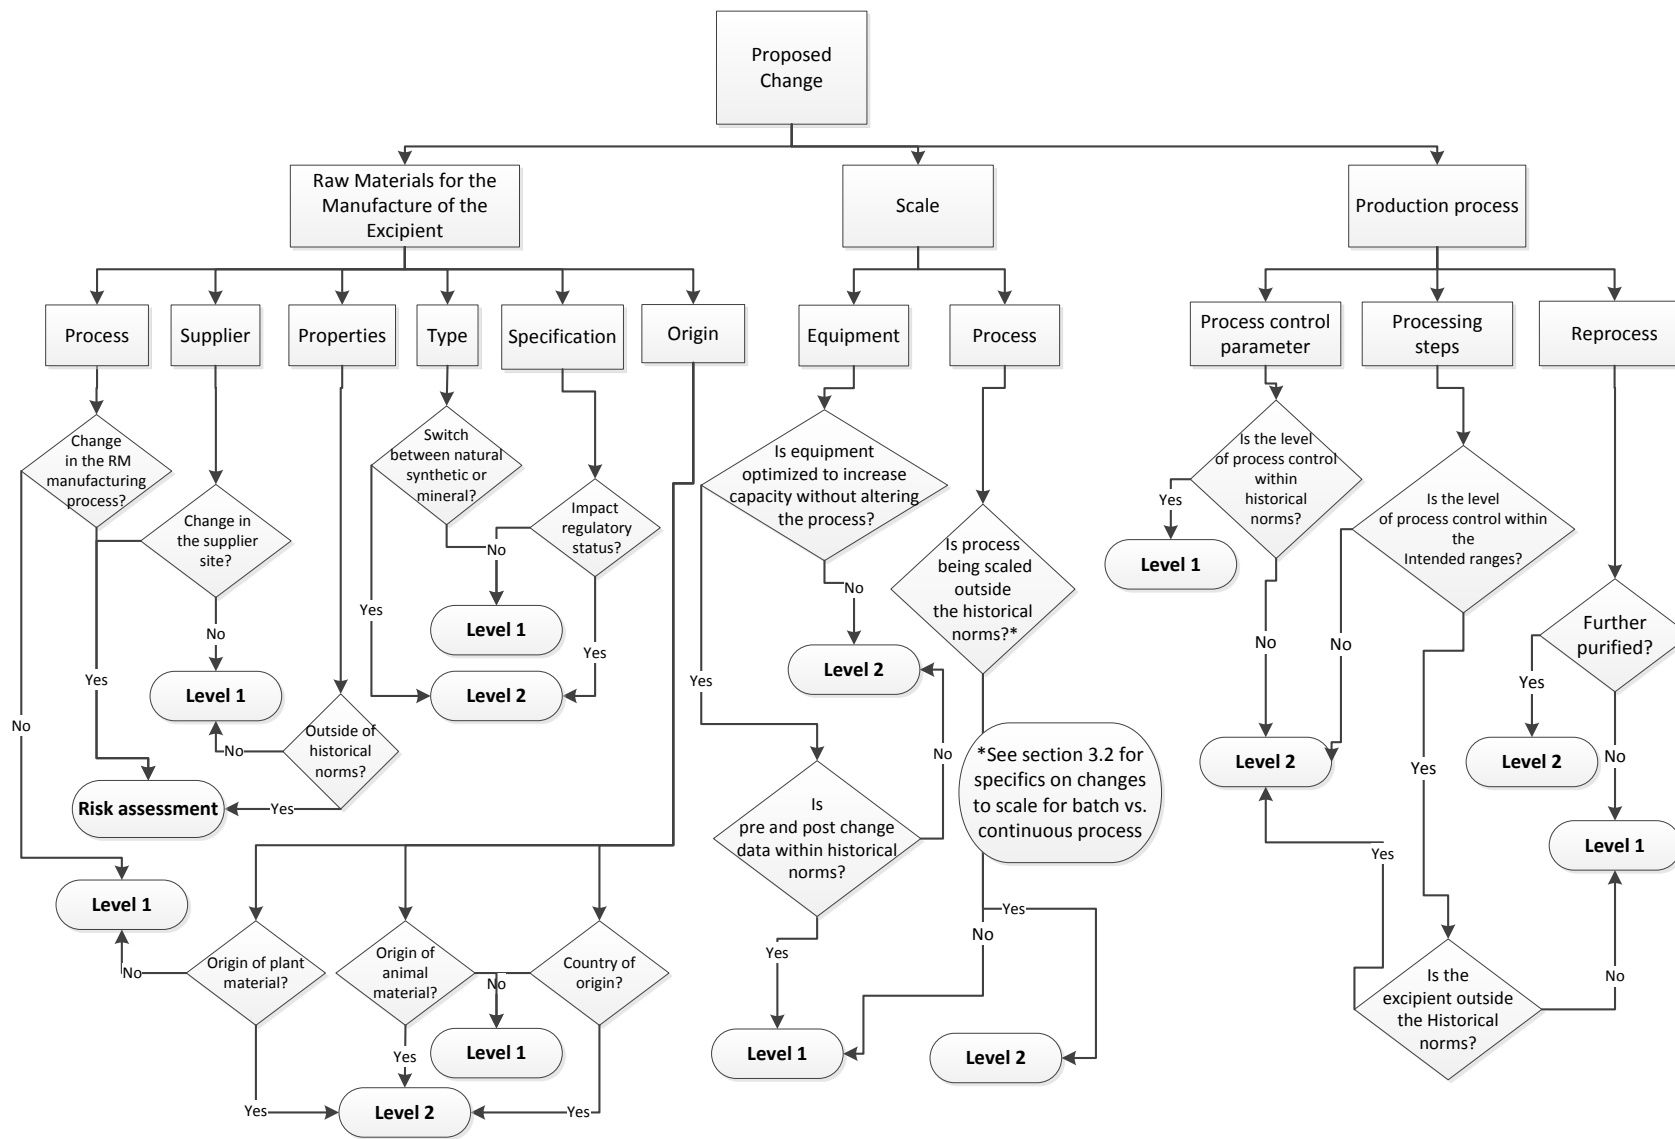 Proposed
Change
Raw Materials for the
Manufacture of the
Excipient
Scale
Production process
Process
Supplier
Properties
Type
Specification
Origin
Equipment
Process
Process control
parameter
Processing
steps
Reprocess
Change
in the RM
manufacturing
process?
Switch
between natural
synthetic or
mineral?
Is equipment
optimized to increase
capacity without altering
the process?
Is the level
of process control
within
historical
norms?
Yes
Level 1
Change in
the supplier
site?
Impact
regulatory
status?
No
Is process
being scaled
outside
the historical
norms?*
Is the level
of process control within
the
Intended ranges?
No
Yes
No
Level 1
Yes
No
Level 2
No
No
Further
purified?
Yes
Level 1
Level 2
Yes
Yes
No
No
Outside of
historical
norms?
No
*See section 3.2 for
specifics on changes
to scale for batch vs.
continuous process
Level 2
Yes
Level 2
No
Risk assessment
Yes
Is
pre and post change
data within historical
norms?
Level 1
Yes
Level 1
Yes
No
Yes
No
Origin of plant
material?
Origin of
animal
material?
No
Country of
origin?
Is the
excipient outside
the Historical
norms?
No
Yes
Level 1
Level 1
Level 2
Yes
Level 2
Yes